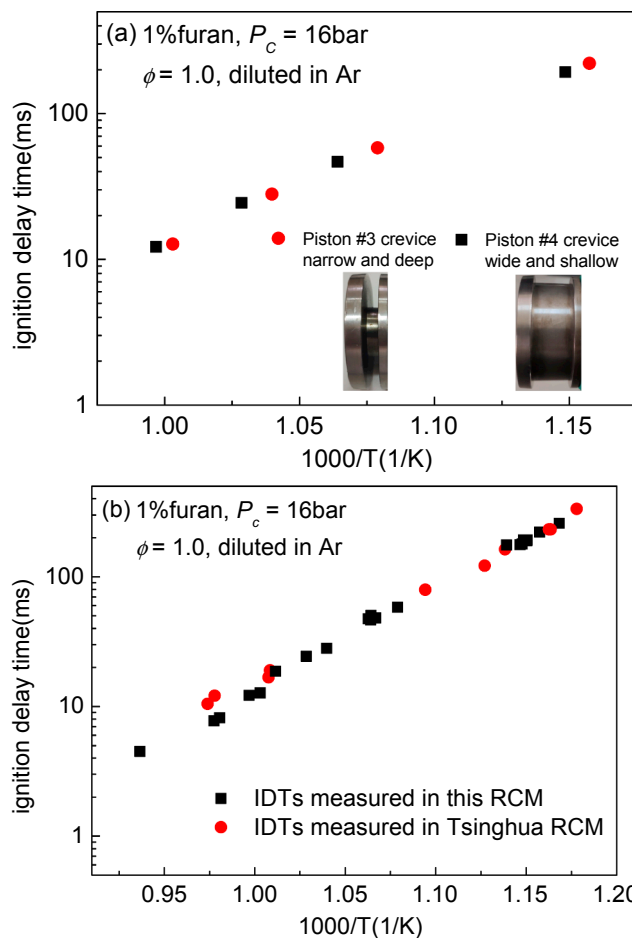 (a) 1%furan, P_C = 16bar
ϕ = 1.0, diluted in Ar
100
10
1
ignition delay time(ms)
Piston #3 crevice
narrow and deep
Piston #4 crevice
wide and shallow
1.00 1.05 1.10 1.15
1000/T(1/K)
(b) 1%furan, P_c = 16bar
ϕ = 1.0, diluted in Ar
100
10
1
ignition delay time(ms)
IDTs measured in this RCM
IDTs measured in Tsinghua RCM
0.95 1.00 1.05 1.10 1.15 1.20
1000/T(1/K)